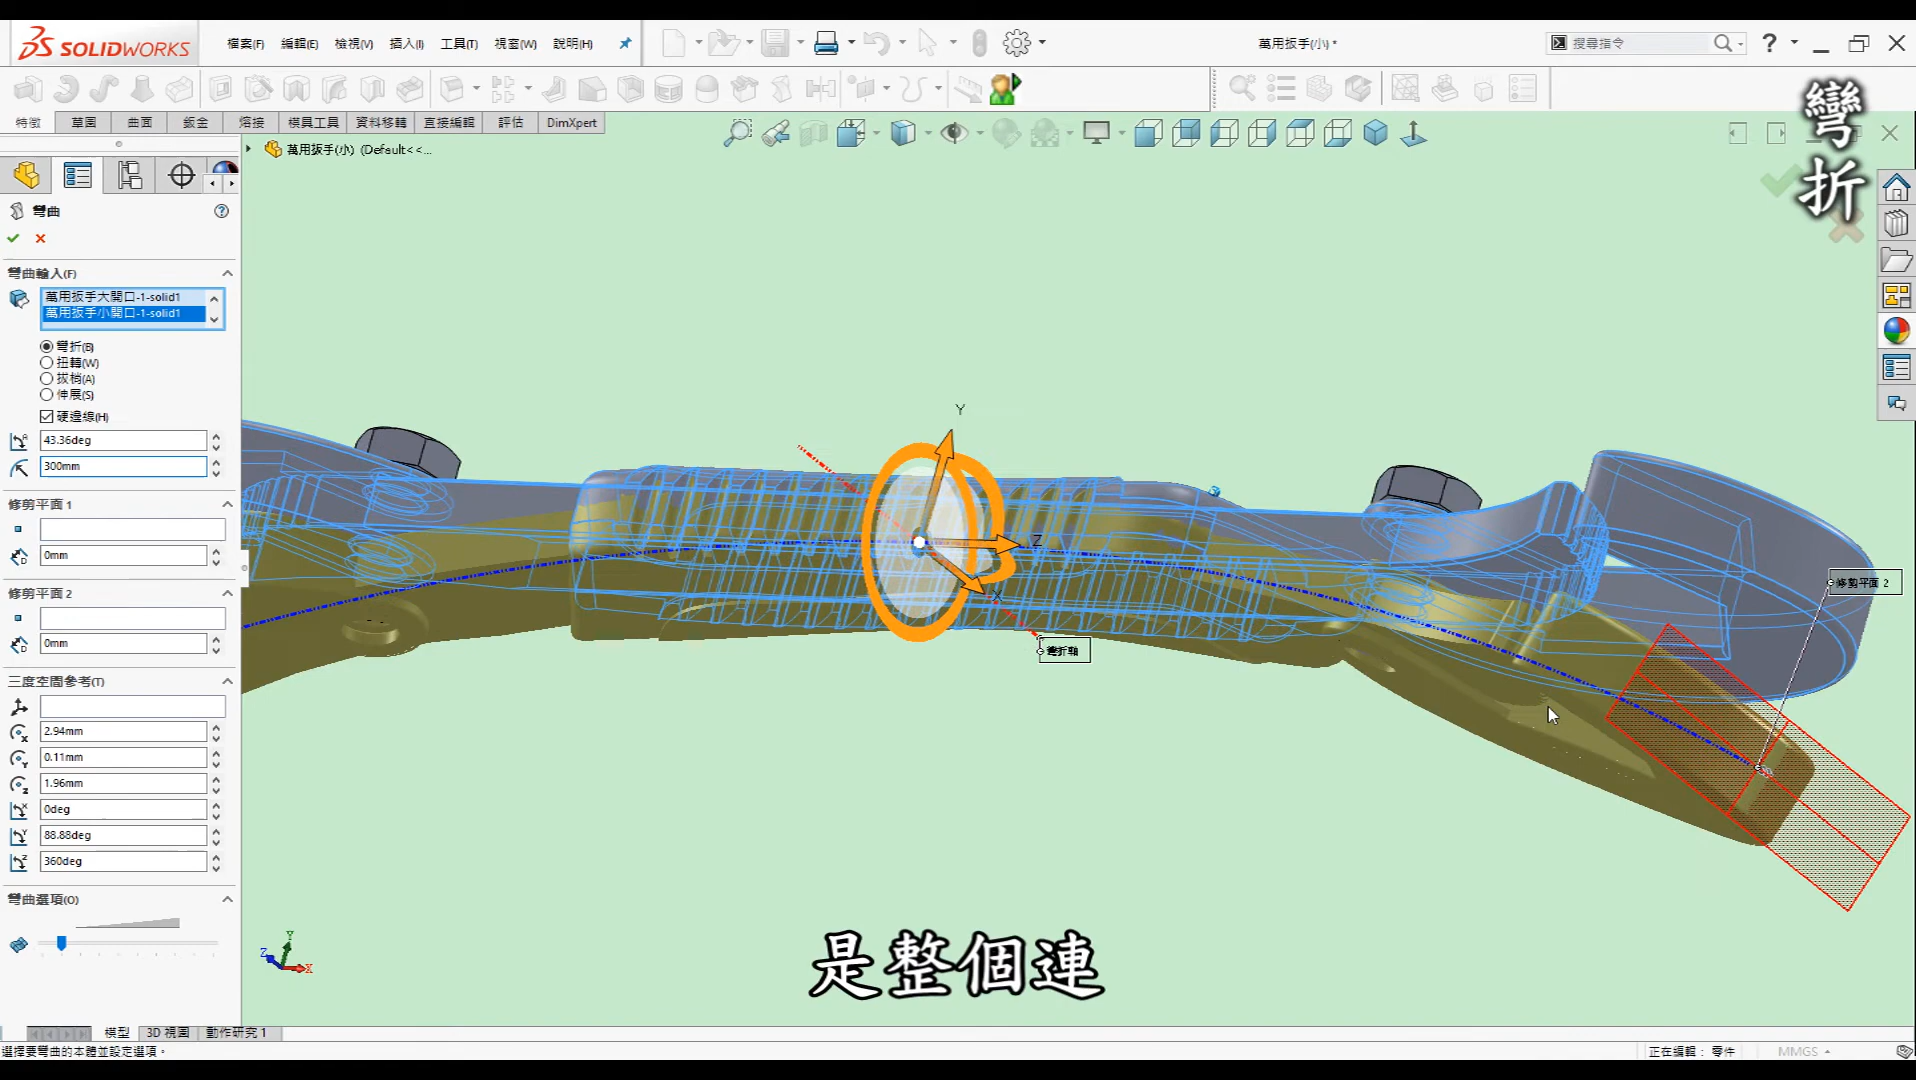 SOLIDWORKS
檔案(F) 編輯(E) 檢視(V) 插入(I) 工具(T) 視窗(W) 說明(H)
萬用扳手(小) *
搜尋指令
特徵 草圖 曲面 鈑金 熔接 模具工具 資料移轉 直接編輯 評估 DimXpert
萬用扳手(小) (Default<<...
彎折
彎曲
彎曲輸入(F)
萬用扳手大開口-1-solid1
萬用扳手小開口-1-solid1
彎折(B)
扭轉(W)
拔梢(A)
伸展(S)
硬邊線(H)
43.36deg
300mm
修剪平面 1
0mm
修剪平面 2
0mm
三度空間參考(T)
2.94mm
0.11mm
1.96mm
0deg
88.88deg
360deg
彎曲選項(O)
Y
Z
X
彎折軸
修剪平面 2
Y
Z
X
是整個連
模型 3D 視圖 動作研究 1
選擇要彎曲的本體並設定選項。
正在編輯： 零件
MMGS